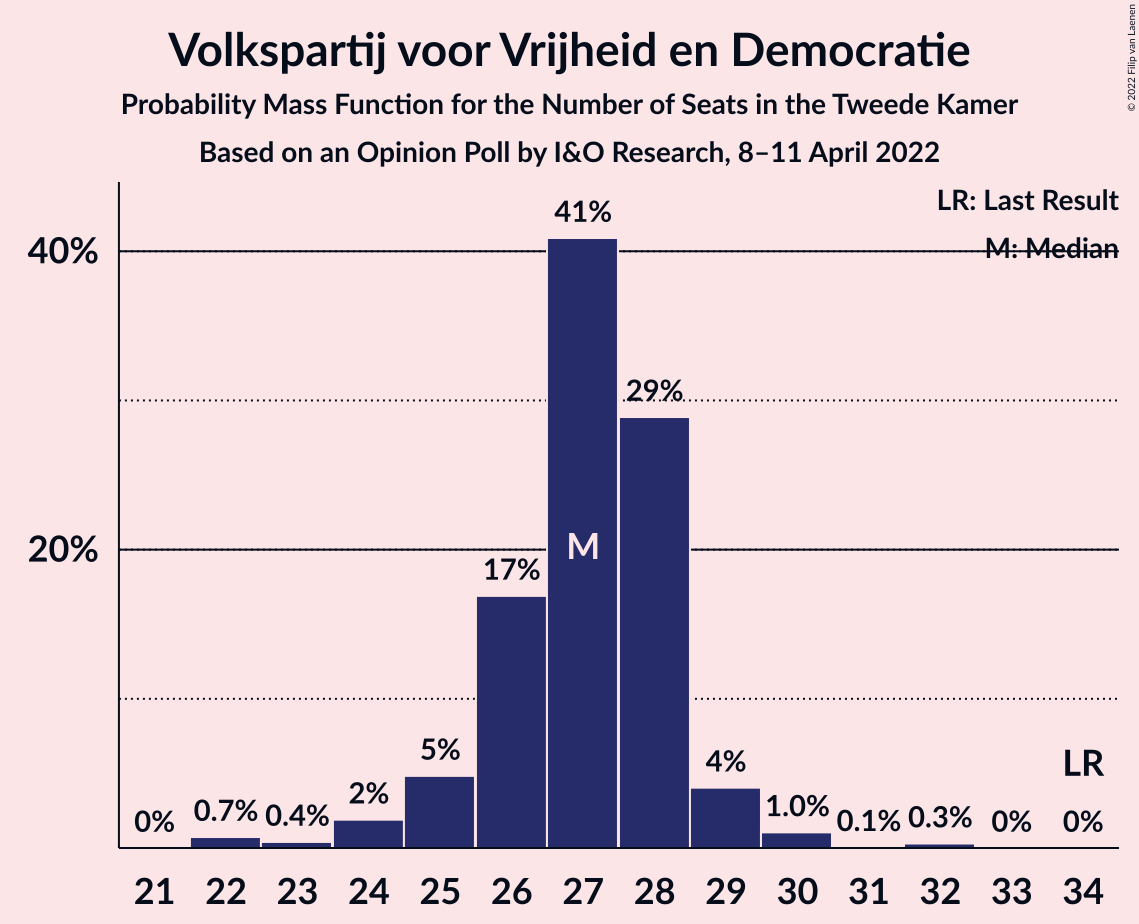 Volkspartij voor Vrijheid en Democratie
Probability Mass Function for the Number of Seats in the Tweede Kamer
Based on an Opinion Poll by I&O Research, 8–11 April 2022
© 2022 Filip van Laenen
LR: Last Result
M: Median
40%
20%
0%
0.7%
0.4%
2%
5%
17%
41%
M
29%
4%
1.0%
0.1%
0.3%
0%
LR
0%
21 22 23 24 25 26 27 28 29 30 31 32 33 34